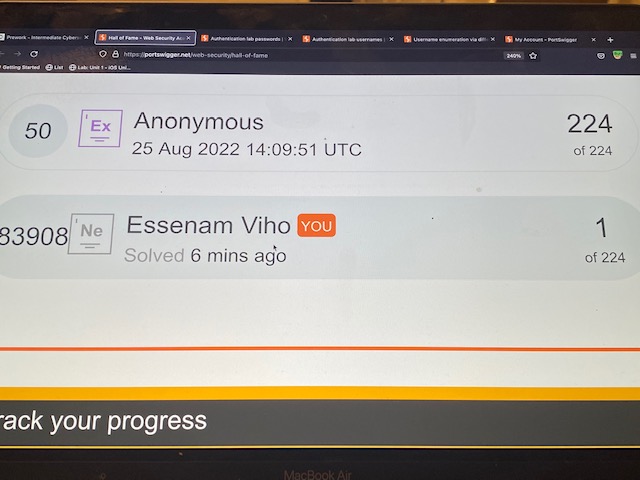 Prework - Intermediate Cyberse
Hall of Fame - Web Security Ac
Authentication lab passwords
Authentication lab usernames
Username enumeration via diff
My Account - PortSwigger
https://portswigger.net/web-security/hall-of-fame
240%
Getting Started
List
Lab: Unit 1 - iOS Uni...
50
Ex
Anonymous
224
25 Aug 2022 14:09:51 UTC
of 224
83908
Ne
Essenam Viho YOU
1
Solved 6 mins ago
of 224
rack your progress
MacBook Air